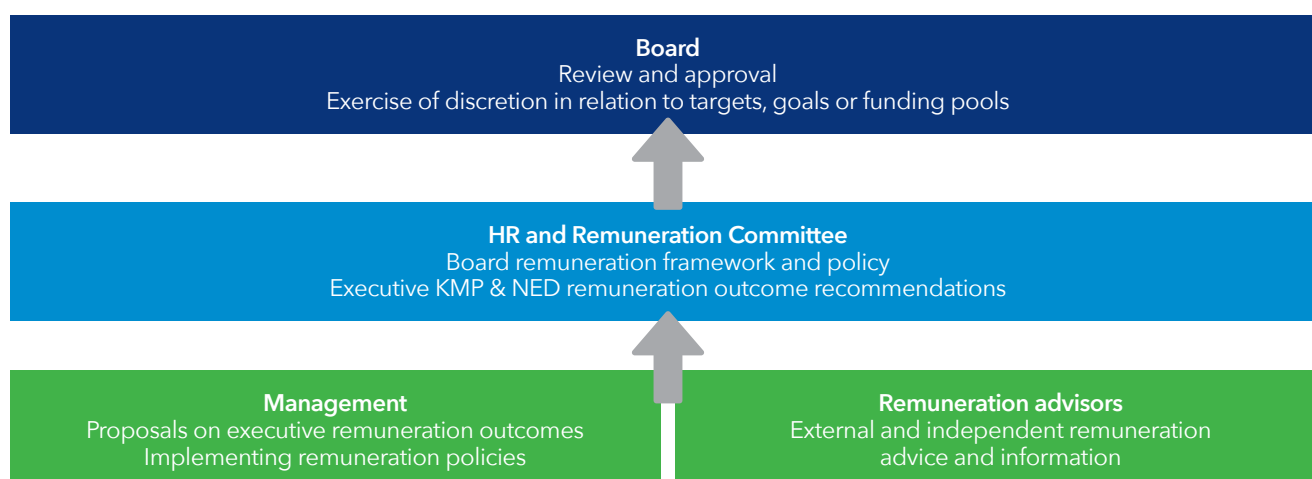 Board
Review and approval
Exercise of discretion in relation to targets, goals or funding pools
HR and Remuneration Committee
Board remuneration framework and policy
Executive KMP & NED remuneration outcome recommendations
Management
Proposals on executive remuneration outcomes
Implementing remuneration policies
Remuneration advisors
External and independent remuneration
advice and information